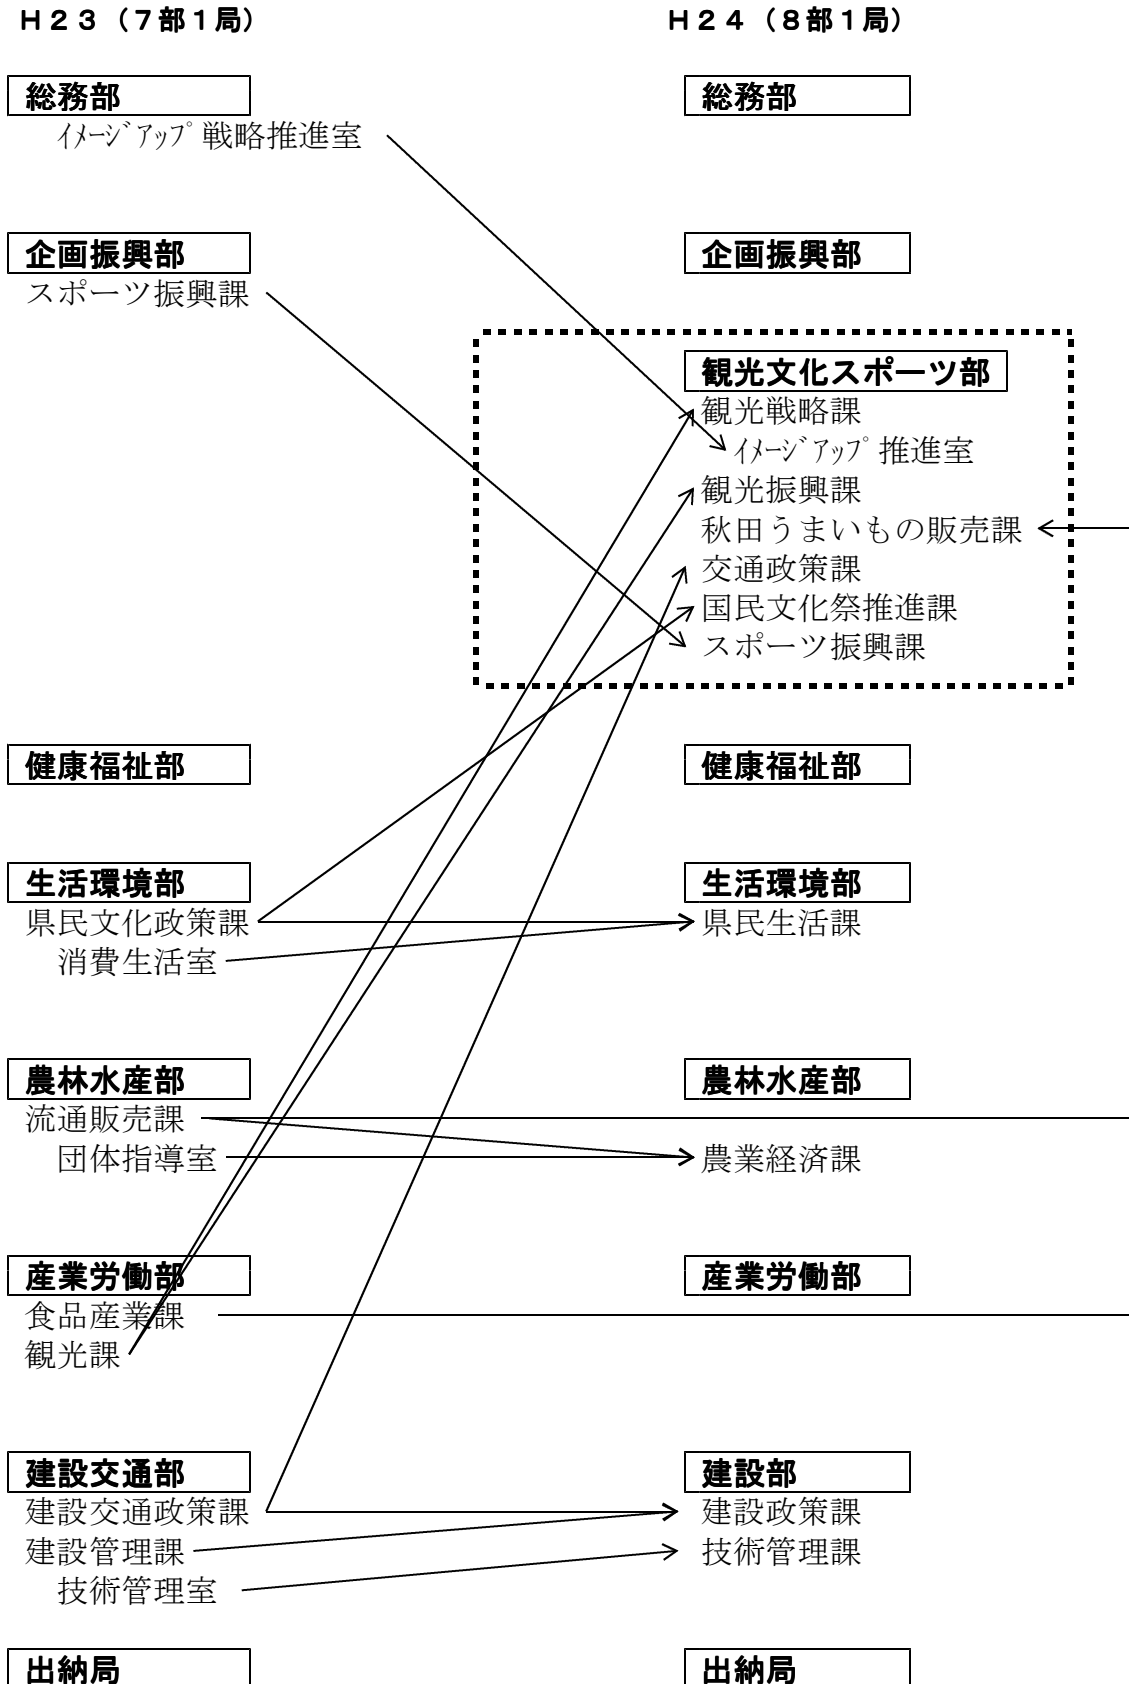 Ｈ２３（７部１局）
総務部
ｲﾒｰｼﾞｱｯﾌﾟ戦略推進室
企画振興部
スポーツ振興課
健康福祉部
生活環境部
県民文化政策課
消費生活室
農林水産部
流通販売課
団体指導室
産業労働部
食品産業課
観光課
建設交通部
建設交通政策課
建設管理課
技術管理室
出納局
Ｈ２４（８部１局）
総務部
企画振興部
観光文化スポーツ部
観光戦略課
ｲﾒｰｼﾞｱｯﾌﾟ推進室
観光振興課
秋田うまいもの販売課
交通政策課
国民文化祭推進課
スポーツ振興課
健康福祉部
生活環境部
県民生活課
農林水産部
農業経済課
産業労働部
建設部
建設政策課
技術管理課
出納局